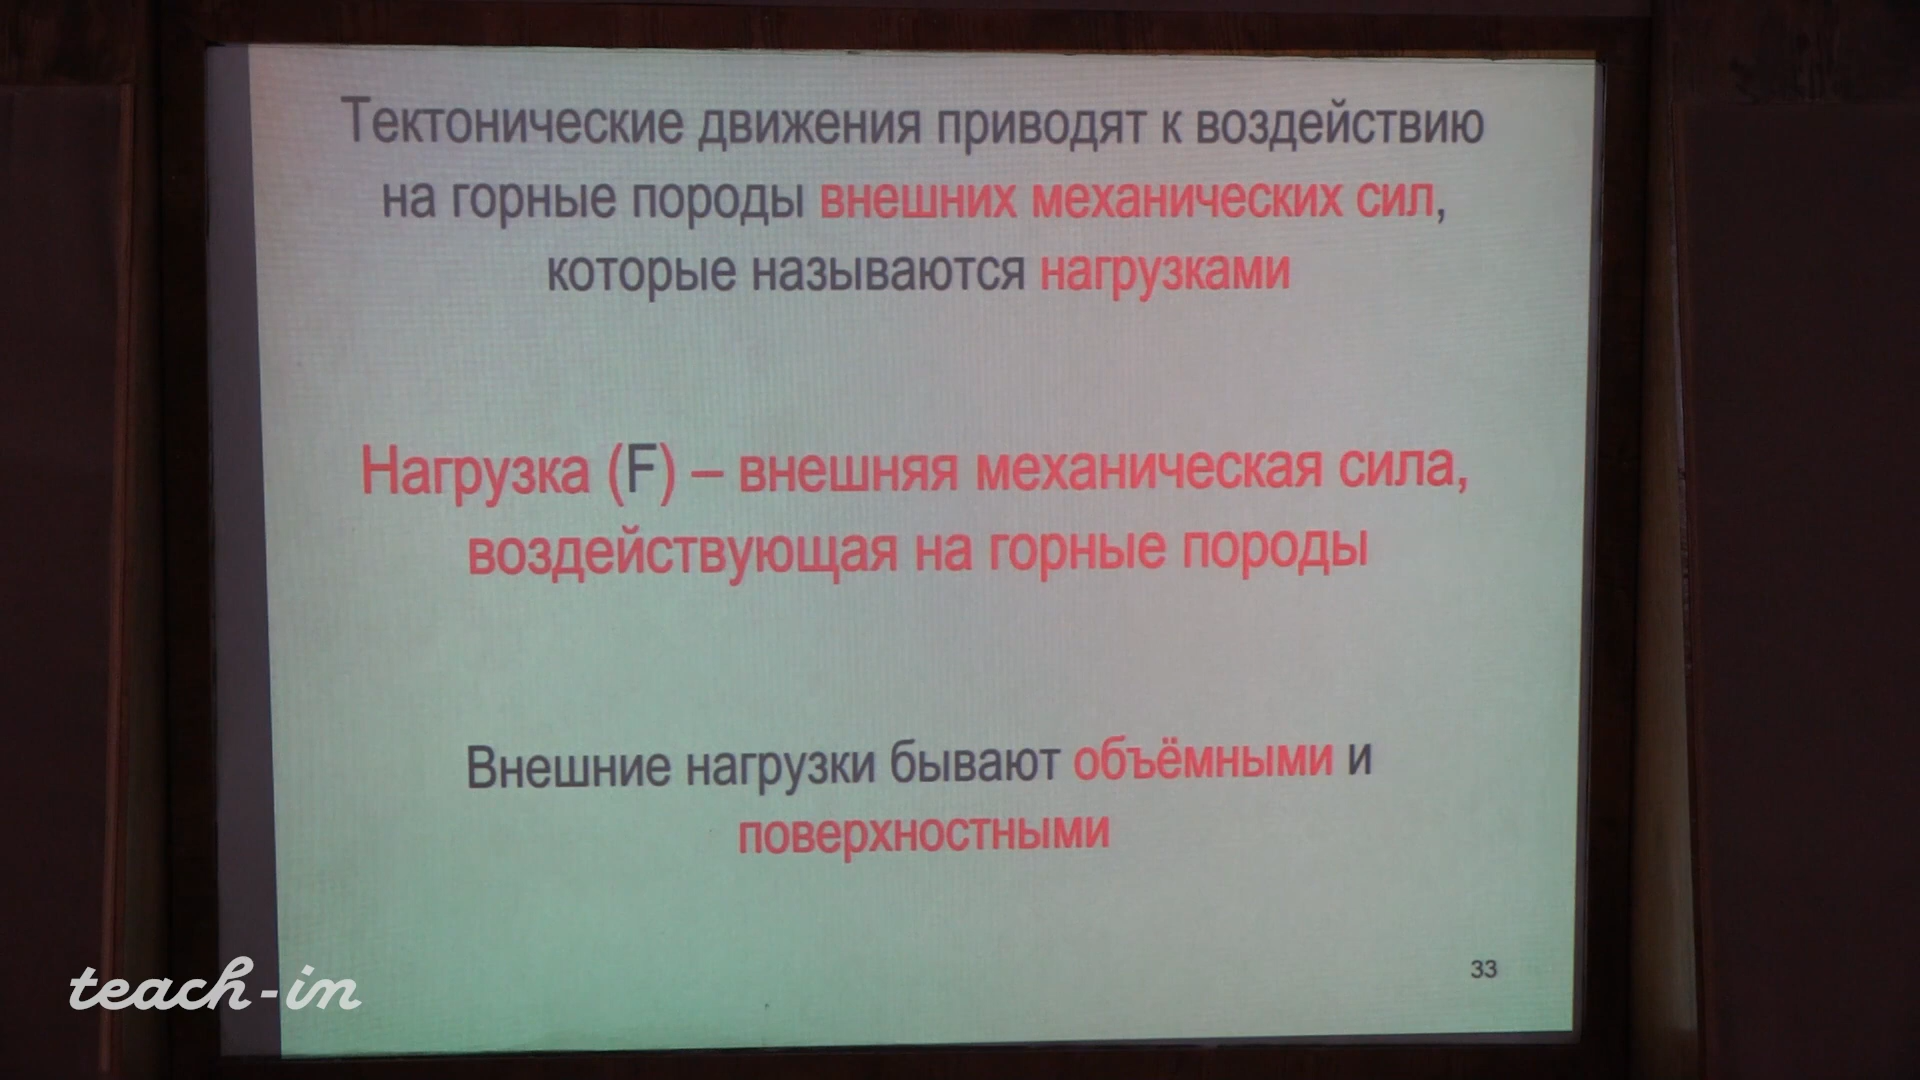 Тектонические движения приводят к воздействию
на горные породы внешних механических сил,
которые называются нагрузками
Нагрузка (F) – внешняя механическая сила,
воздействующая на горные породы
Внешние нагрузки бывают объёмными и
поверхностными
33
teach-in